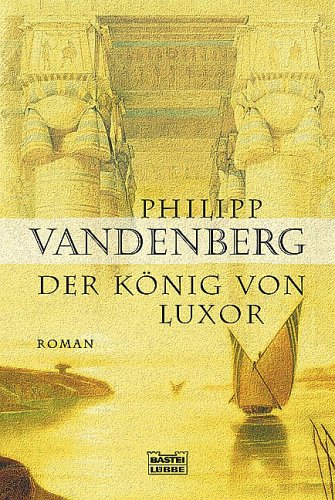 PHILIPP
VANDENBERG
DER KÖNIG VON
LUXOR
ROMAN
BASTEI
LÜBBE